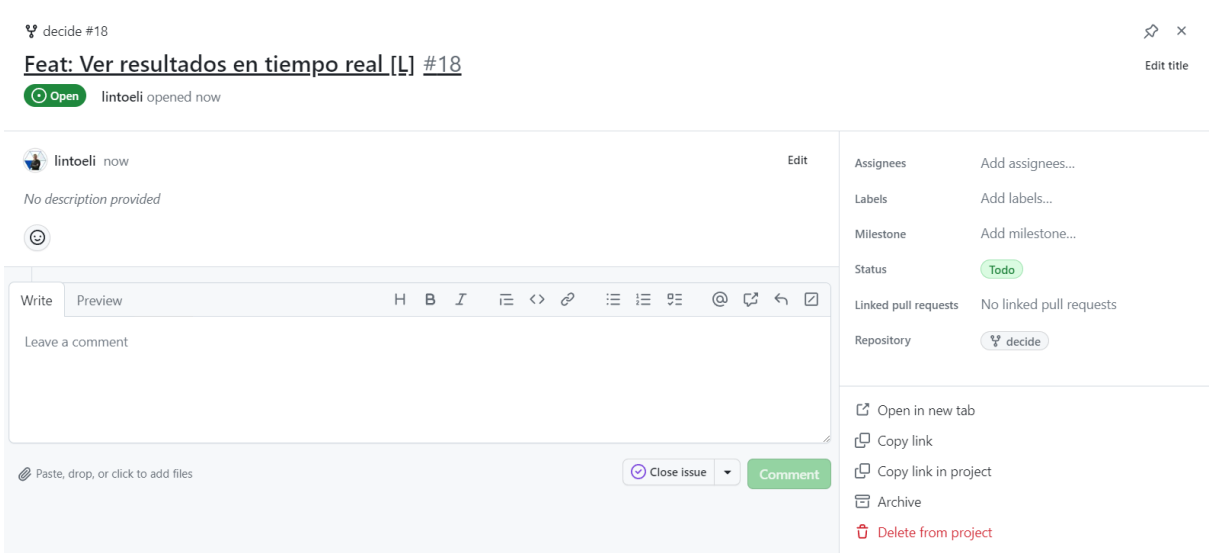 decide #18
Feat: Ver resultados en tiempo real [L] #18
Edit title
Open lintoeli opened now
lintoeli now
Edit
No description provided
Write Preview
Leave a comment
Paste, drop, or click to add files
Close issue
Comment
Assignees Add assignees...
Labels Add labels...
Milestone Add milestone...
Status Todo
Linked pull requests No linked pull requests
Repository decide
Open in new tab
Copy link
Copy link in project
Archive
Delete from project